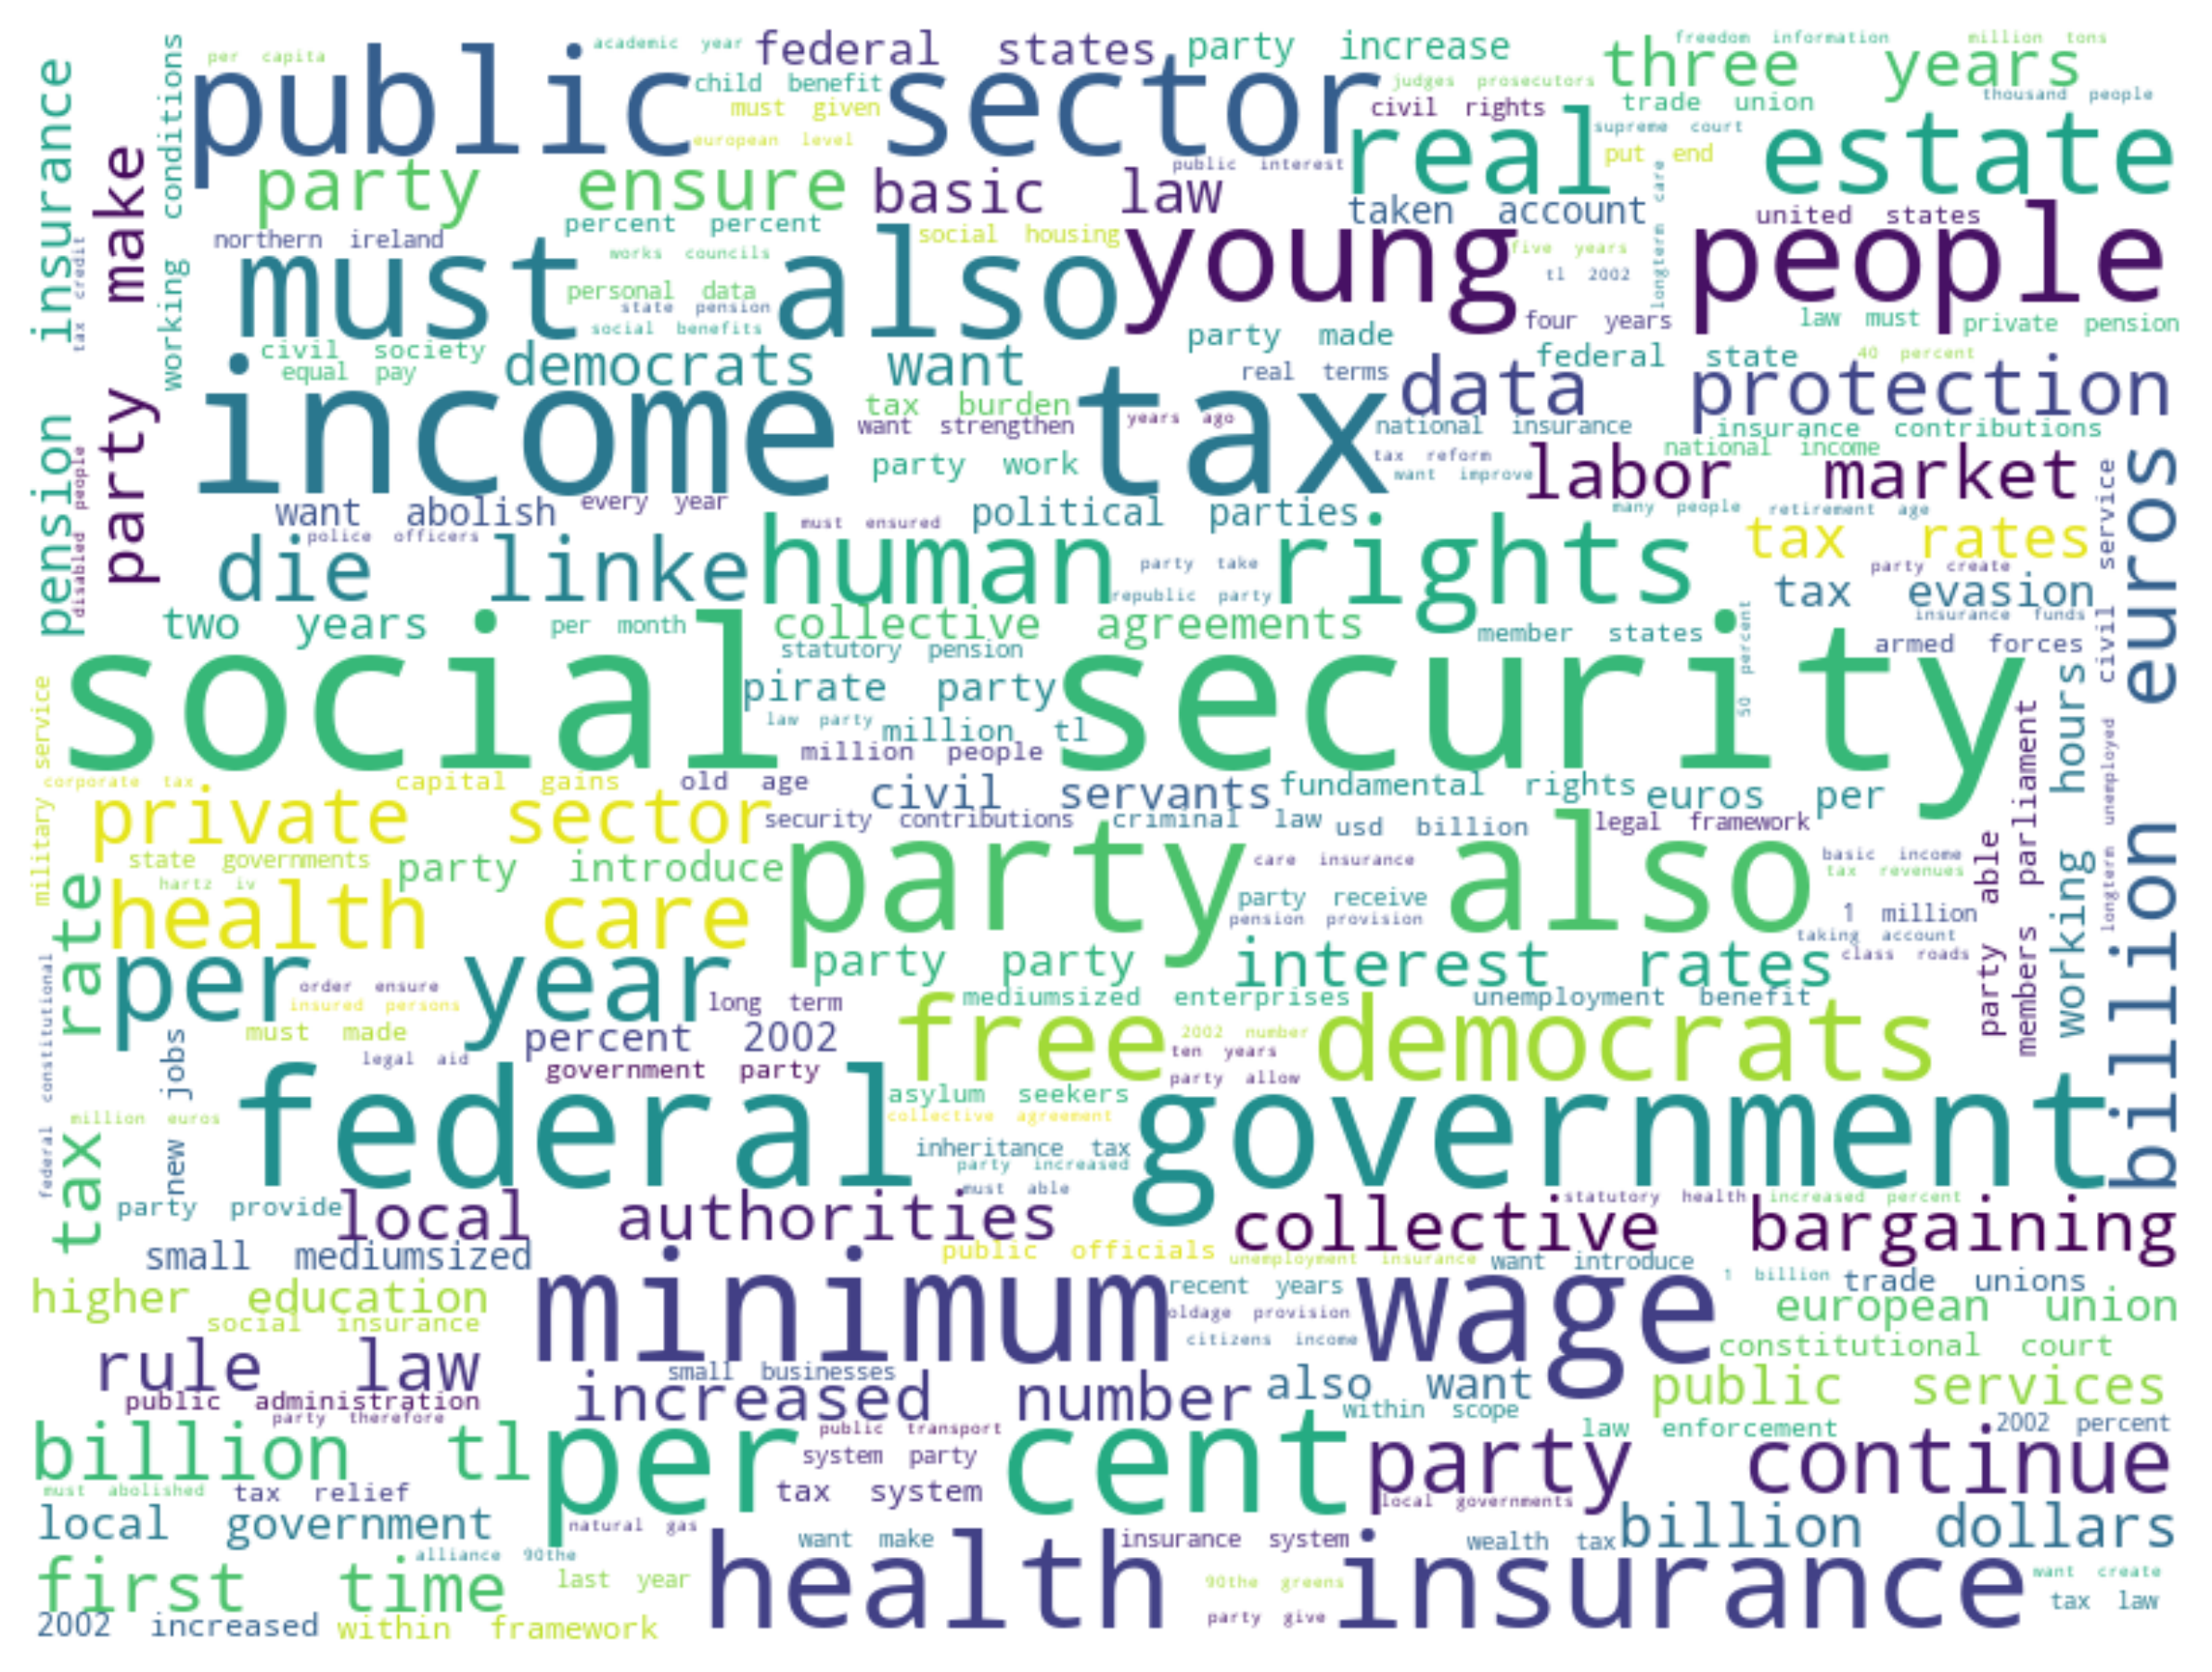 per capita
academic year
federal states
party increase
three years
freedom information
million tons
public sector
child benefit
must given
european level
judges prosecutors
civil rights
trade union
thousand people
real estate
supreme court
put end
public interest
insurance
pension
conditions
working
make
party
tax credit
disabled people
party ensure
basic law
taken account
longterm care
united states
young people
northern ireland
percent percent
social housing
works councils
five years
tl 2002
must also
personal data
state pension
social benefits
four years
law must
private pension
party made
civil society
equal pay
democrats want
real terms
federal state
40 percent
data protection
income tax
tax burden
want strengthen
years ago
national insurance
insurance contributions
national income
party work
tax reform
want improve
labor market
want abolish
every year
police officers
must ensured
political parties
many people
retirement age
tax rates
civil service
billion euros
die linke
human rights
party take
republic party
party create
tax evasion
insurance funds
two years
per month
collective agreements
member states
50 percent
armed forces
statutory pension
social security
pirate party
law party
million tl
million people
military service
corporate tax
capital gains
old age
civil servants
fundamental rights
euros per
working hours
members parliament
longterm unemployed
private sector
security contributions
criminal law
usd billion
legal framework
state governments
party introduce
hartz iv
party also
care insurance
basic income
tax revenues
party able
health care
party receive
pension provision
1 million
taking account
class roads
tax rate
per year
party party
interest rates
order ensure
insured persons
long term
mediumsized enterprises
unemployment benefit
federal constitutional
new jobs
must made
percent 2002
free democrats
2002 number
ten years
legal aid
government party
party allow
million euros
federal government
asylum seekers
collective agreement
inheritance tax
party increased
must able
party provide
local authorities
statutory health
increased percent
collective bargaining
small mediumsized
public officials
unemployment insurance
want introduce
higher education
social insurance
minimum wage
recent years
oldage provision
citizens income
1 billion
trade unions
european union
constitutional court
rule law
small businesses
public administration
party therefore
increased number
also want
within scope
public services
public transport
law enforcement
2002 percent
billion tl
per cent
system party
party continue
must abolished
tax relief
tax system
local governments
local government
natural gas
want make
insurance system
wealth tax
billion dollars
alliance 90the
first time
last year
health insurance
90the greens
party give
want create
tax law
2002 increased
within framework